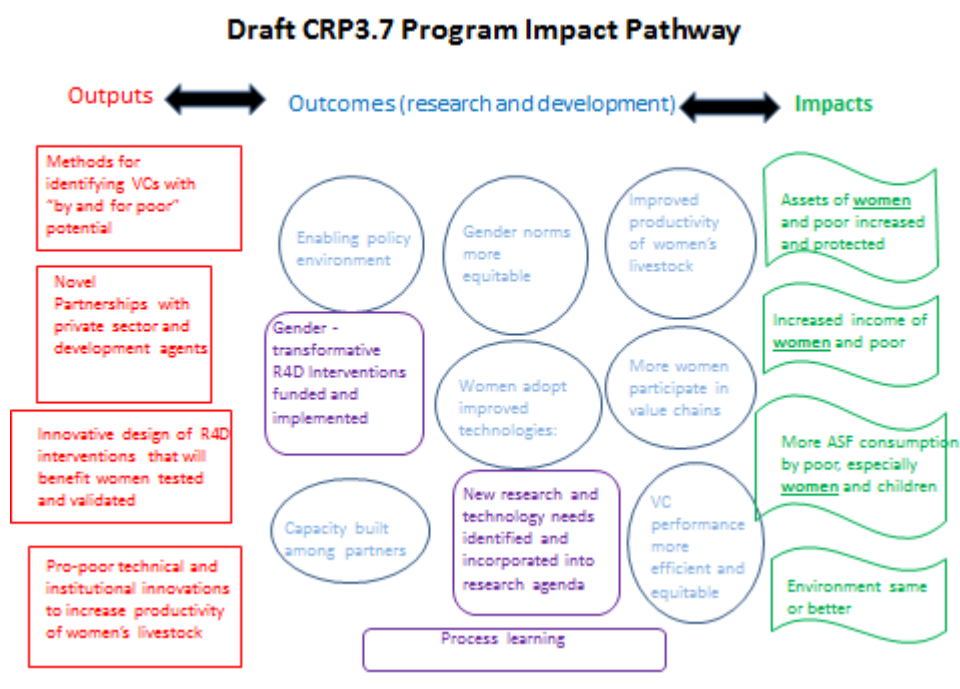 Draft CRP3.7 Program Impact Pathway
Outputs
Outcomes (research and development)
Impacts
Methods for
identifying VCs with
"by and for poor"
potential
Novel
Partnerships with
private sector and
development agents
Innovative design of R4D
interventions that will
benefit women tested
and validated
Pro-poor technical and
institutional innovations
to increase productivity
of women's livestock
Enabling policy
environment
Gender -
transformative
R4D Interventions
funded and
implemented
Capacity built
among partners
Gender norms
more
equitable
Women adopt
improved
technologies:
New research and
technology needs
identified and
incorporated into
research agenda
Improved
productivity
of women's
livestock
More women
participate in
value chains
VC
performance
more
efficient and
equitable
Process learning
Assets of women
and poor increased
and protected
Increased income of
women and poor
More ASF consumption
by poor, especially
women and children
Environment same
or better